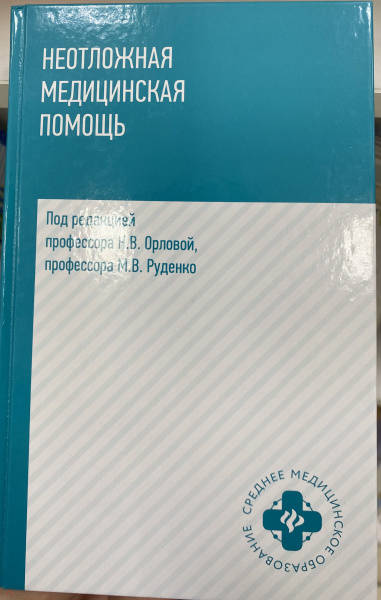 НЕОТЛОЖНАЯ
МЕДИЦИНСКАЯ
ПОМОЩЬ
Под редакцией
профессора Н.В. Орловой,
профессора М.В. Руденко
СРЕДНЕЕ МЕДИЦИНСКОЕ ОБРАЗОВАНИЕ